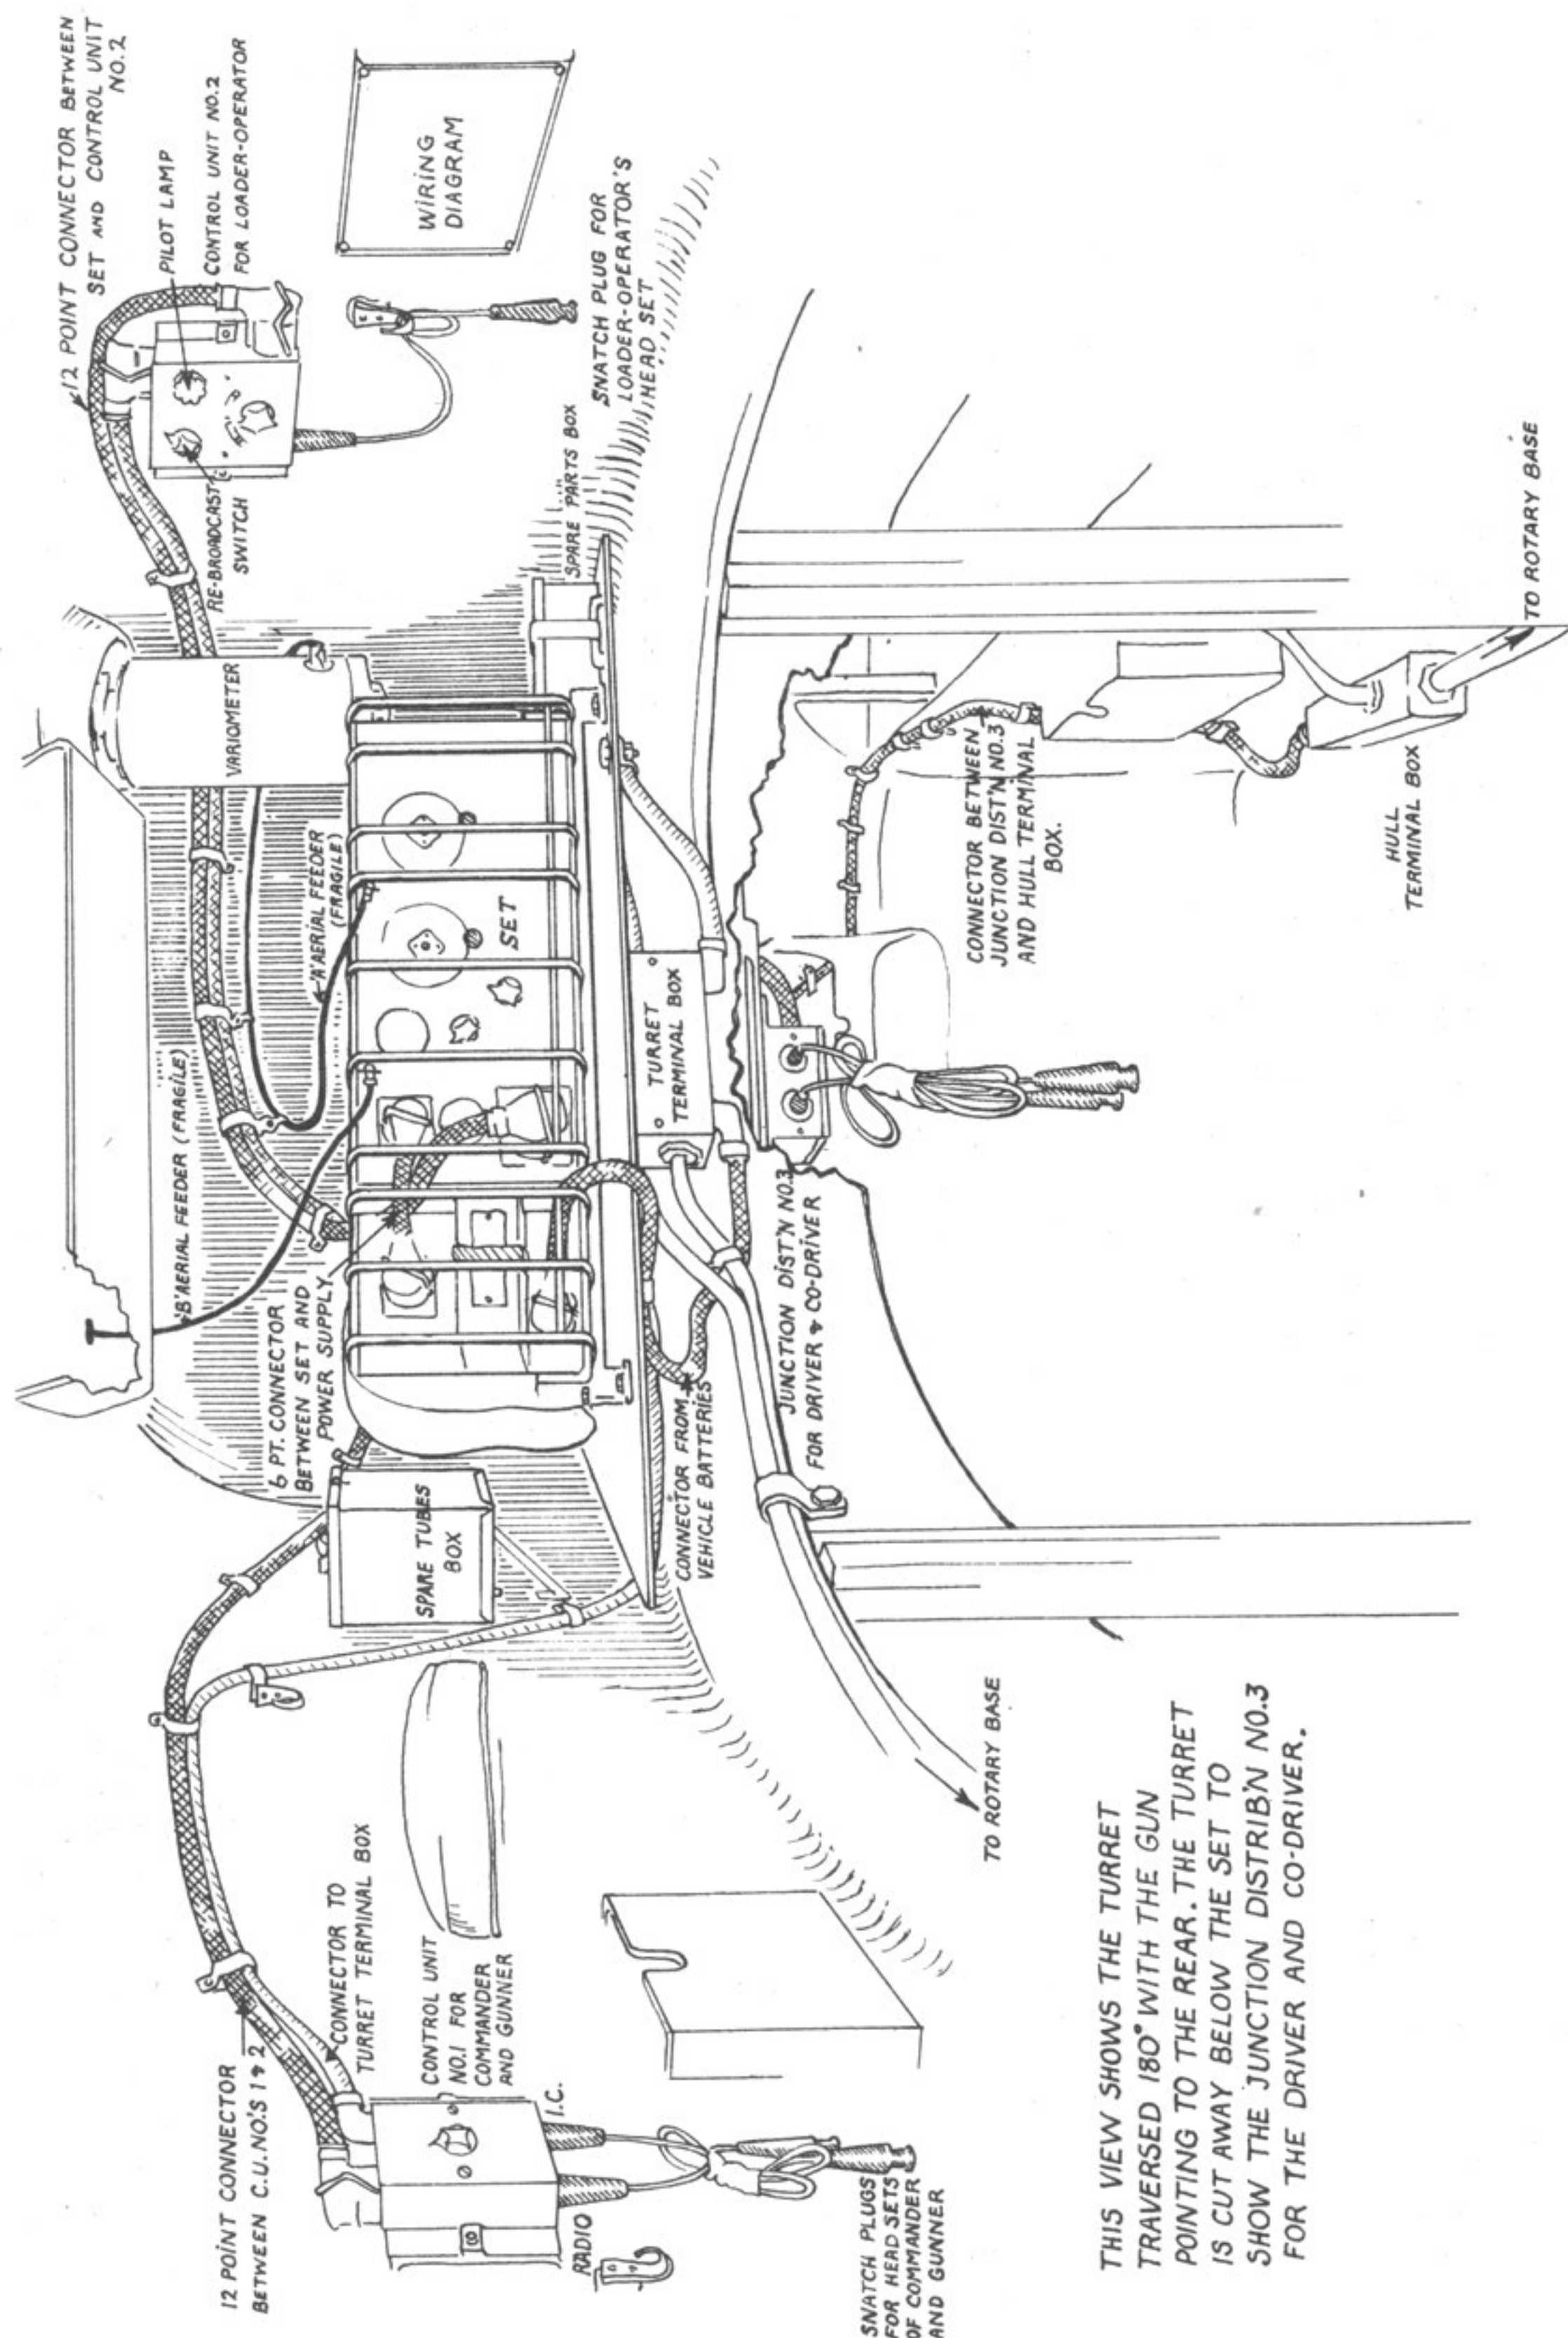 12 POINT CONNECTOR BETWEEN
SET AND CONTROL UNIT
NO.2
PILOT LAMP
CONTROL UNIT NO.2
FOR LOADER-OPERATOR
WIRING
DIAGRAM
RE-BROADCAST
SWITCH
SNATCH PLUG FOR
LOADER-OPERATOR'S
HEAD SET
SPARE PARTS BOX
VARIOMETER
'A' AERIAL FEEDER
(FRAGILE)
'B' AERIAL FEEDER (FRAGILE)
SET
6 PT. CONNECTOR
BETWEEN SET AND
POWER SUPPLY
SPARE TUBES
BOX
TURRET
TERMINAL BOX
CONNECTOR FROM
VEHICLE BATTERIES
JUNCTION DIST'N NO.3
FOR DRIVER & CO-DRIVER
CONNECTOR BETWEEN
JUNCTION DIST'N NO.3
AND HULL TERMINAL
BOX.
HULL
TERMINAL BOX
TO ROTARY BASE
TO ROTARY BASE
12 POINT CONNECTOR
BETWEEN C.U. NO.'S 1 & 2
CONNECTOR TO
TURRET TERMINAL BOX
CONTROL UNIT
NO.1 FOR
COMMANDER
AND GUNNER
I.C.
RADIO
SNATCH PLUGS
FOR HEAD SETS
OF COMMANDER
AND GUNNER
THIS VIEW SHOWS THE TURRET
TRAVERSED 180° WITH THE GUN
POINTING TO THE REAR. THE TURRET
IS CUT AWAY BELOW THE SET TO
SHOW THE JUNCTION DISTRIB'N NO.3
FOR THE DRIVER AND CO-DRIVER.